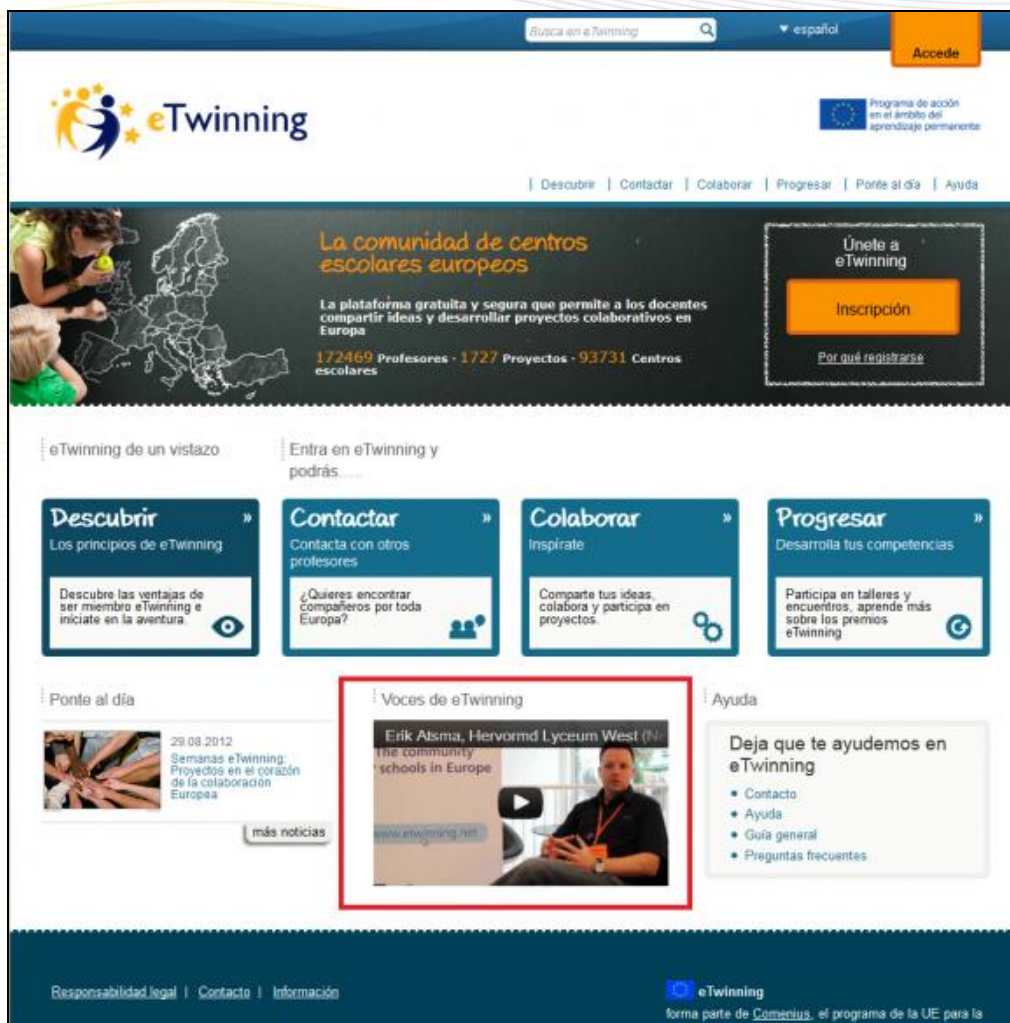 Busca en eTwinning
español
Accede
eTwinning
Programa de acción
en el ámbito del
aprendizaje permanente
| Descubrir | Contactar | Colaborar | Progresar | Ponte al día | Ayuda
La comunidad de centros
escolares europeos
La plataforma gratuita y segura que permite a los docentes
compartir ideas y desarrollar proyectos colaborativos en
Europa
172469 Profesores · 1727 Proyectos · 93731 Centros
escolares
Únete a
eTwinning
Inscripción
Por qué registrarse
eTwinning de un vistazo
Entra en eTwinning y
podrás.....
Descubrir »
Los principios de eTwinning
Descubre las ventajas de
ser miembro eTwinning e
iníciate en la aventura.
Contactar »
Contacta con otros
profesores
¿Quieres encontrar
compañeros por toda
Europa?
Colaborar »
Inspírate
Comparte tus ideas,
colabora y participa en
proyectos.
Progresar »
Desarrolla tus competencias
Participa en talleres y
encuentros, aprende más
sobre los premios
eTwinning
Ponte al día
29.08.2012
Semanas eTwinning:
Proyectos en el corazón
de la colaboración
Europea
más noticias
Voces de eTwinning
Erik Atsma, Hervormd Lyceum West (N
The community
schools in Europe
www.etwinning.net
Ayuda
Deja que te ayudemos en
eTwinning
• Contacto
• Ayuda
• Guía general
• Preguntas frecuentes
Responsabilidad legal | Contacto | Información
eTwinning
forma parte de Comenius, el programa de la UE para la